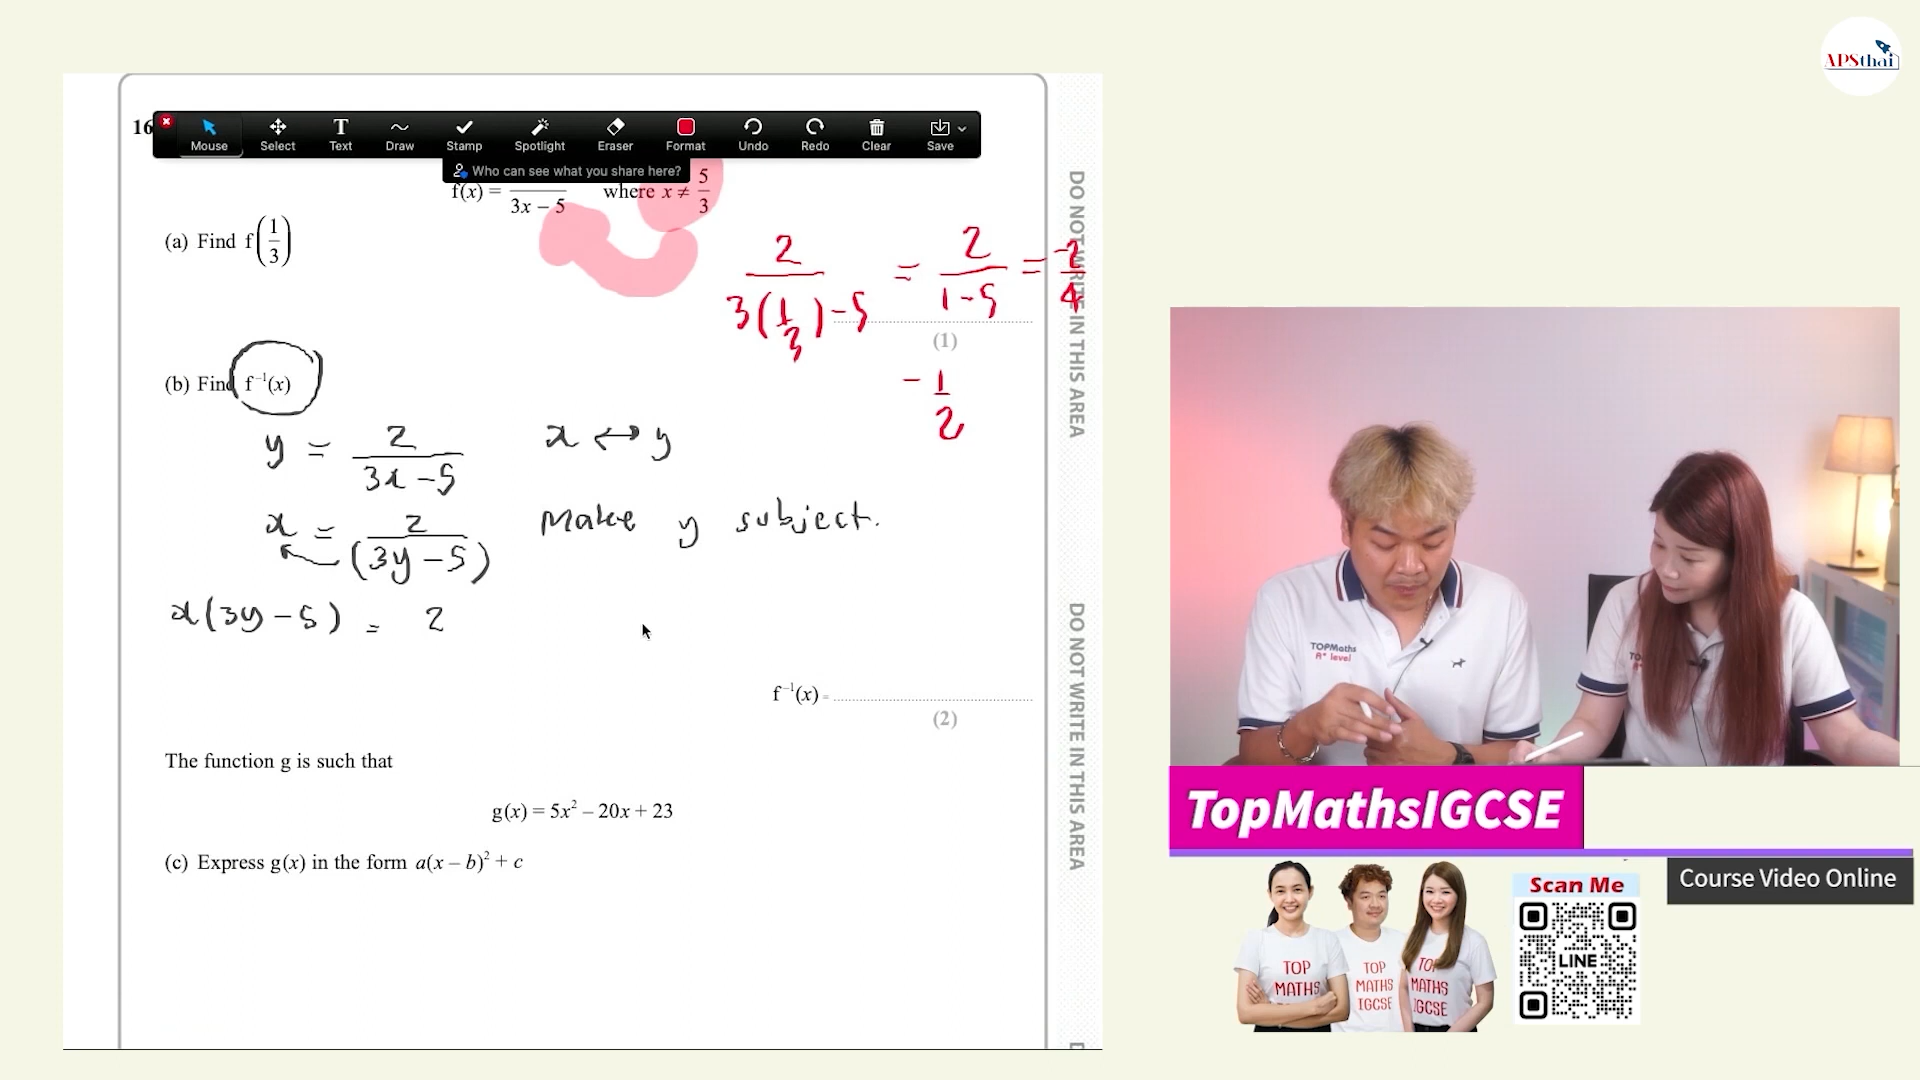 APSthai
16
Mouse Select Text Draw Stamp Spotlight Eraser Format Undo Redo Clear Save
Who can see what you share here?
f(x) = 3x – 5 where x ≠ 5/3
(a) Find f(1/3)
2/(3(1/3)-5) = 2/(1-5) = -2/4
(1)
-1/2
(b) Find f⁻¹(x)
y = 2/(3x-5) x ↔ y
x = 2/(3y-5) Make y subject.
x(3y-5) = 2
f⁻¹(x) =
(2)
The function g is such that
g(x) = 5x² – 20x + 23
(c) Express g(x) in the form a(x – b)² + c
DO NOT WRITE IN THIS AREA
DO NOT WRITE IN THIS AREA
TOPMaths
A* level
TopMathsIGCSE
Course Video Online
Scan Me
LINE
TOP
MATHS
TOP
MATHS
IGCSE
MATHS
IGCSE